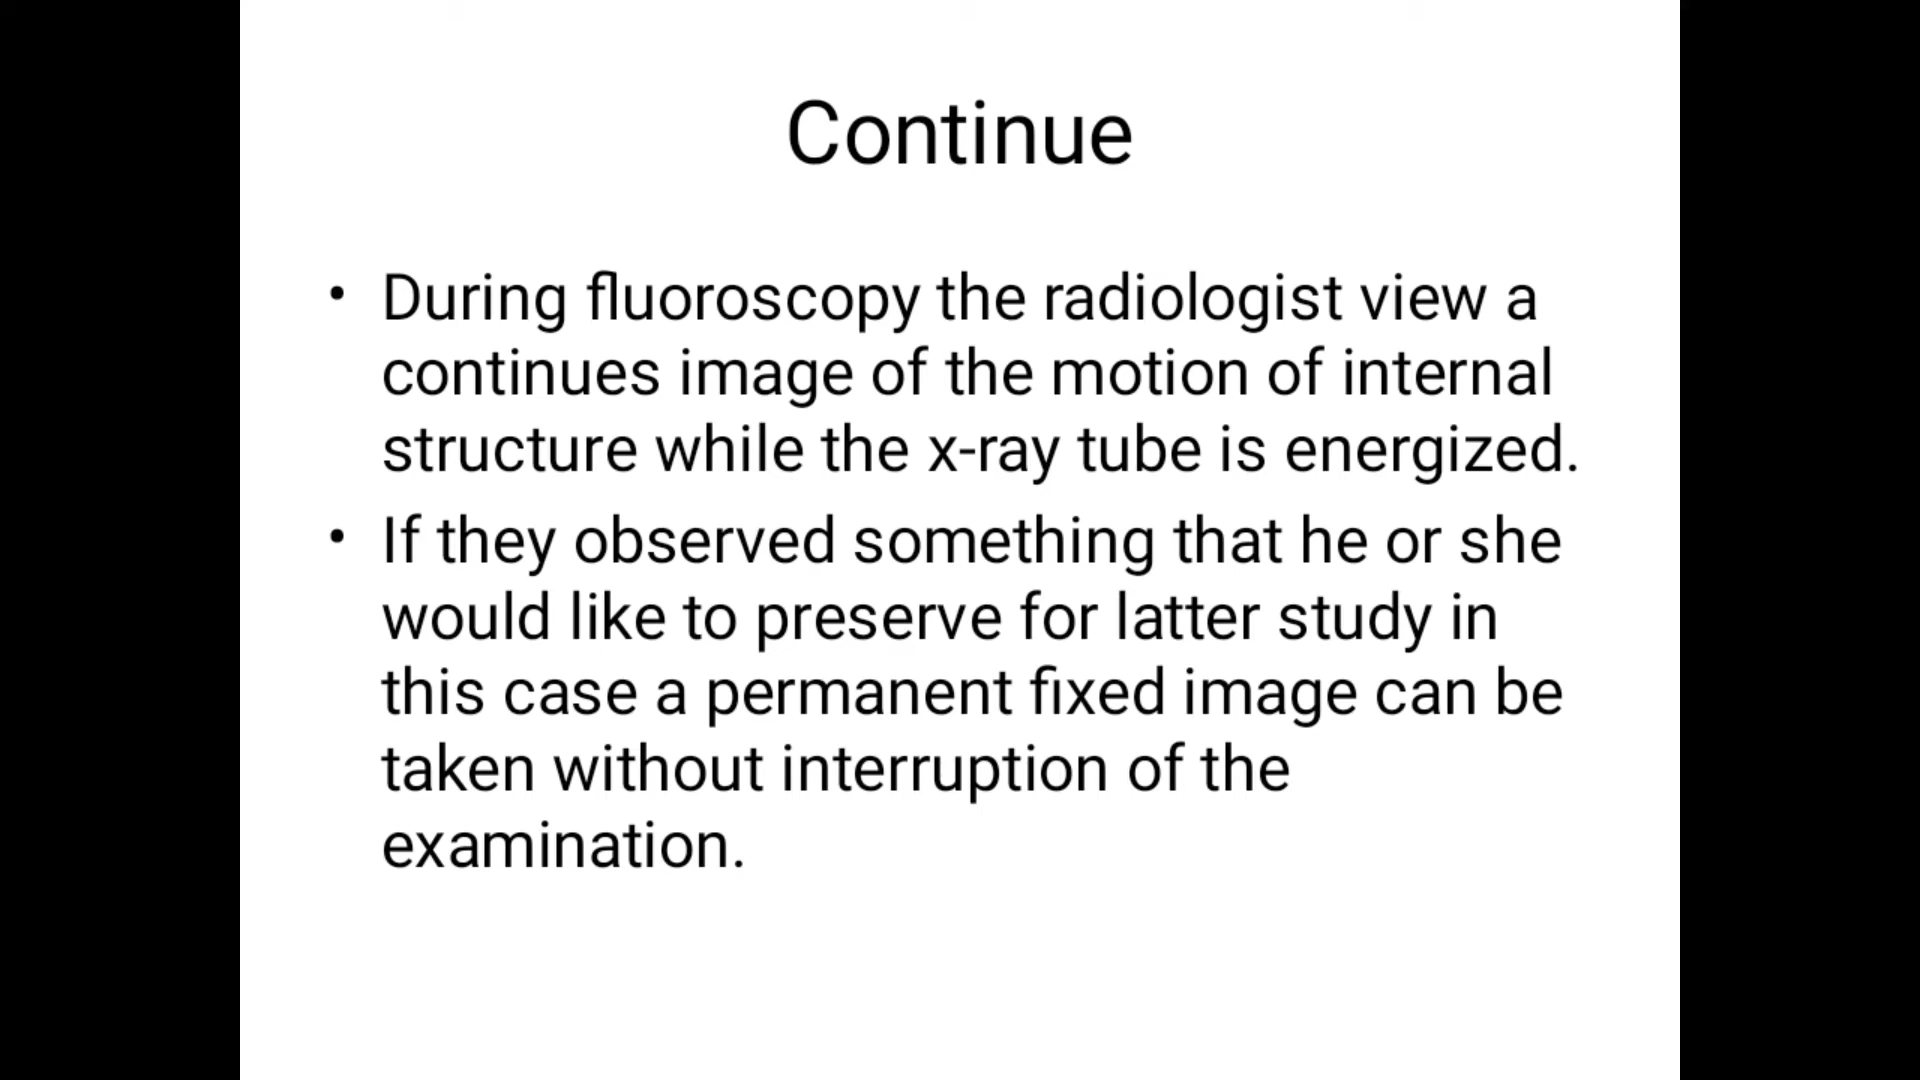 Continue
• During fluoroscopy the radiologist view a
continues image of the motion of internal
structure while the x-ray tube is energized.
• If they observed something that he or she
would like to preserve for latter study in
this case a permanent fixed image can be
taken without interruption of the
examination.